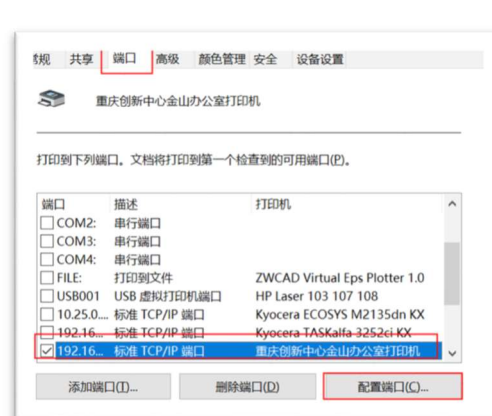 常规 共享 端口 高级 颜色管理 安全 设备设置
重庆创新中心金山办公室打印机
打印到下列端口。文档将打印到第一个检查到的可用端口(P)。
端口 描述 打印机
COM2: 串行端口
COM3: 串行端口
COM4: 串行端口
FILE: 打印到文件 ZWCAD Virtual Eps Plotter 1.0
USB001 USB 虚拟打印机端口 HP Laser 103 107 108
10.25.0.... 标准 TCP/IP 端口 Kyocera ECOSYS M2135dn KX
192.16... 标准 TCP/IP 端口 Kyocera TASKalfa 3252ci KX
192.16... 标准 TCP/IP 端口 重庆创新中心金山办公室打印机
添加端口(T)... 删除端口(D) 配置端口(C)...